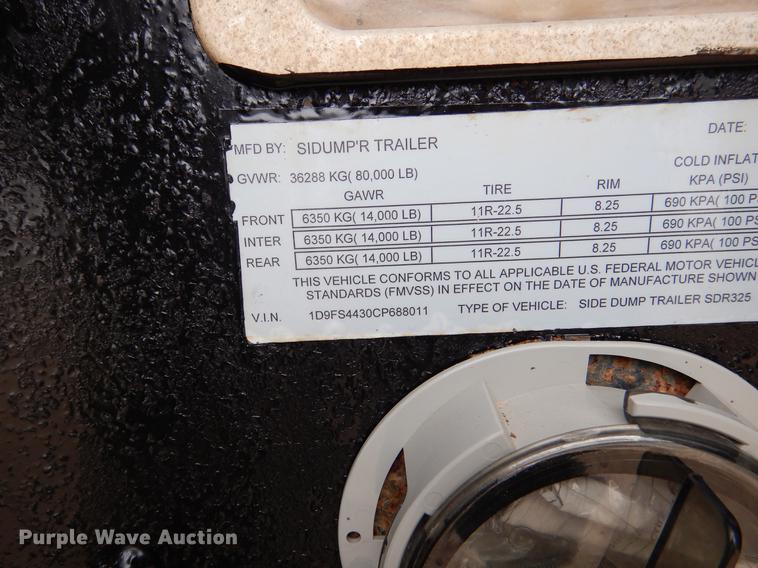 MFD BY: SIDUMP'R TRAILER DATE:
GVWR: 36288 KG( 80,000 LB) COLD INFLAT
GAWR TIRE RIM KPA (PSI)
FRONT 6350 KG( 14,000 LB) 11R-22.5 8.25 690 KPA( 100 PS
INTER 6350 KG( 14,000 LB) 11R-22.5 8.25 690 KPA( 100 PS
REAR 6350 KG( 14,000 LB) 11R-22.5 8.25 690 KPA( 100 PS
THIS VEHICLE CONFORMS TO ALL APPLICABLE U.S. FEDERAL MOTOR VEHICL
STANDARDS (FMVSS) IN EFFECT ON THE DATE OF MANUFACTURE SHOWN
V.I.N. 1D9FS4430CP688011 TYPE OF VEHICLE: SIDE DUMP TRAILER SDR325
Purple Wave Auction